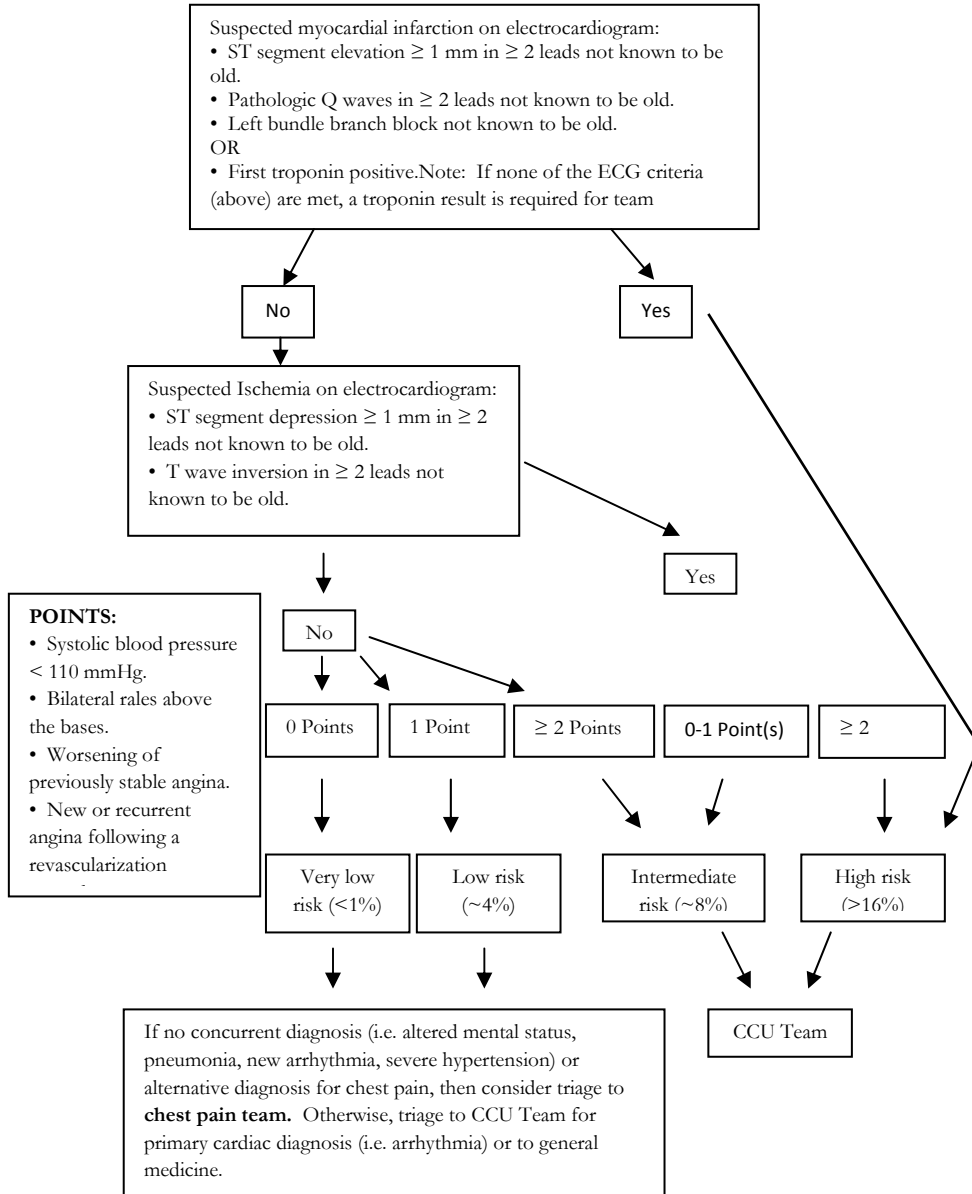 Suspected myocardial infarction on electrocardiogram:
• ST segment elevation ≥ 1 mm in ≥ 2 leads not known to be
old.
• Pathologic Q waves in ≥ 2 leads not known to be old.
• Left bundle branch block not known to be old.
OR
• First troponin positive.Note: If none of the ECG criteria
(above) are met, a troponin result is required for team
No
Yes
Suspected Ischemia on electrocardiogram:
• ST segment depression ≥ 1 mm in ≥ 2
leads not known to be old.
• T wave inversion in ≥ 2 leads not
known to be old.
Yes
No
POINTS:
• Systolic blood pressure
< 110 mmHg.
• Bilateral rales above
the bases.
• Worsening of
previously stable angina.
• New or recurrent
angina following a
revascularization
0 Points
1 Point
≥ 2 Points
0-1 Point(s)
≥ 2
Very low
risk (<1%)
Low risk
(~4%)
Intermediate
risk (~8%)
High risk
(>16%)
If no concurrent diagnosis (i.e. altered mental status,
pneumonia, new arrhythmia, severe hypertension) or
alternative diagnosis for chest pain, then consider triage to
chest pain team. Otherwise, triage to CCU Team for
primary cardiac diagnosis (i.e. arrhythmia) or to general
medicine.
CCU Team